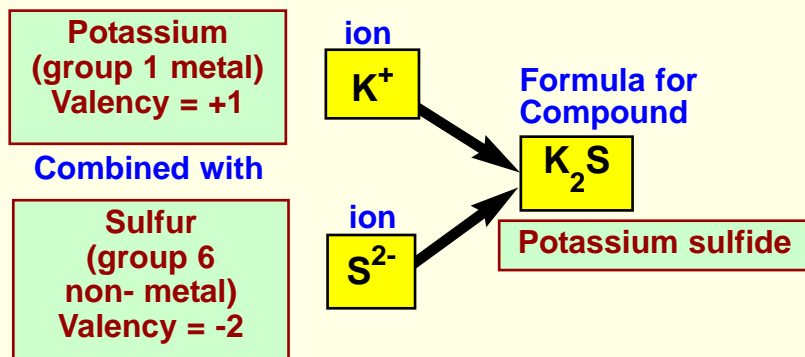 Potassium
(group 1 metal)
Valency = +1
ion
K⁺
Combined with
Sulfur
(group 6
non- metal)
Valency = -2
ion
S²⁻
Formula for
Compound
K₂S
Potassium sulfide